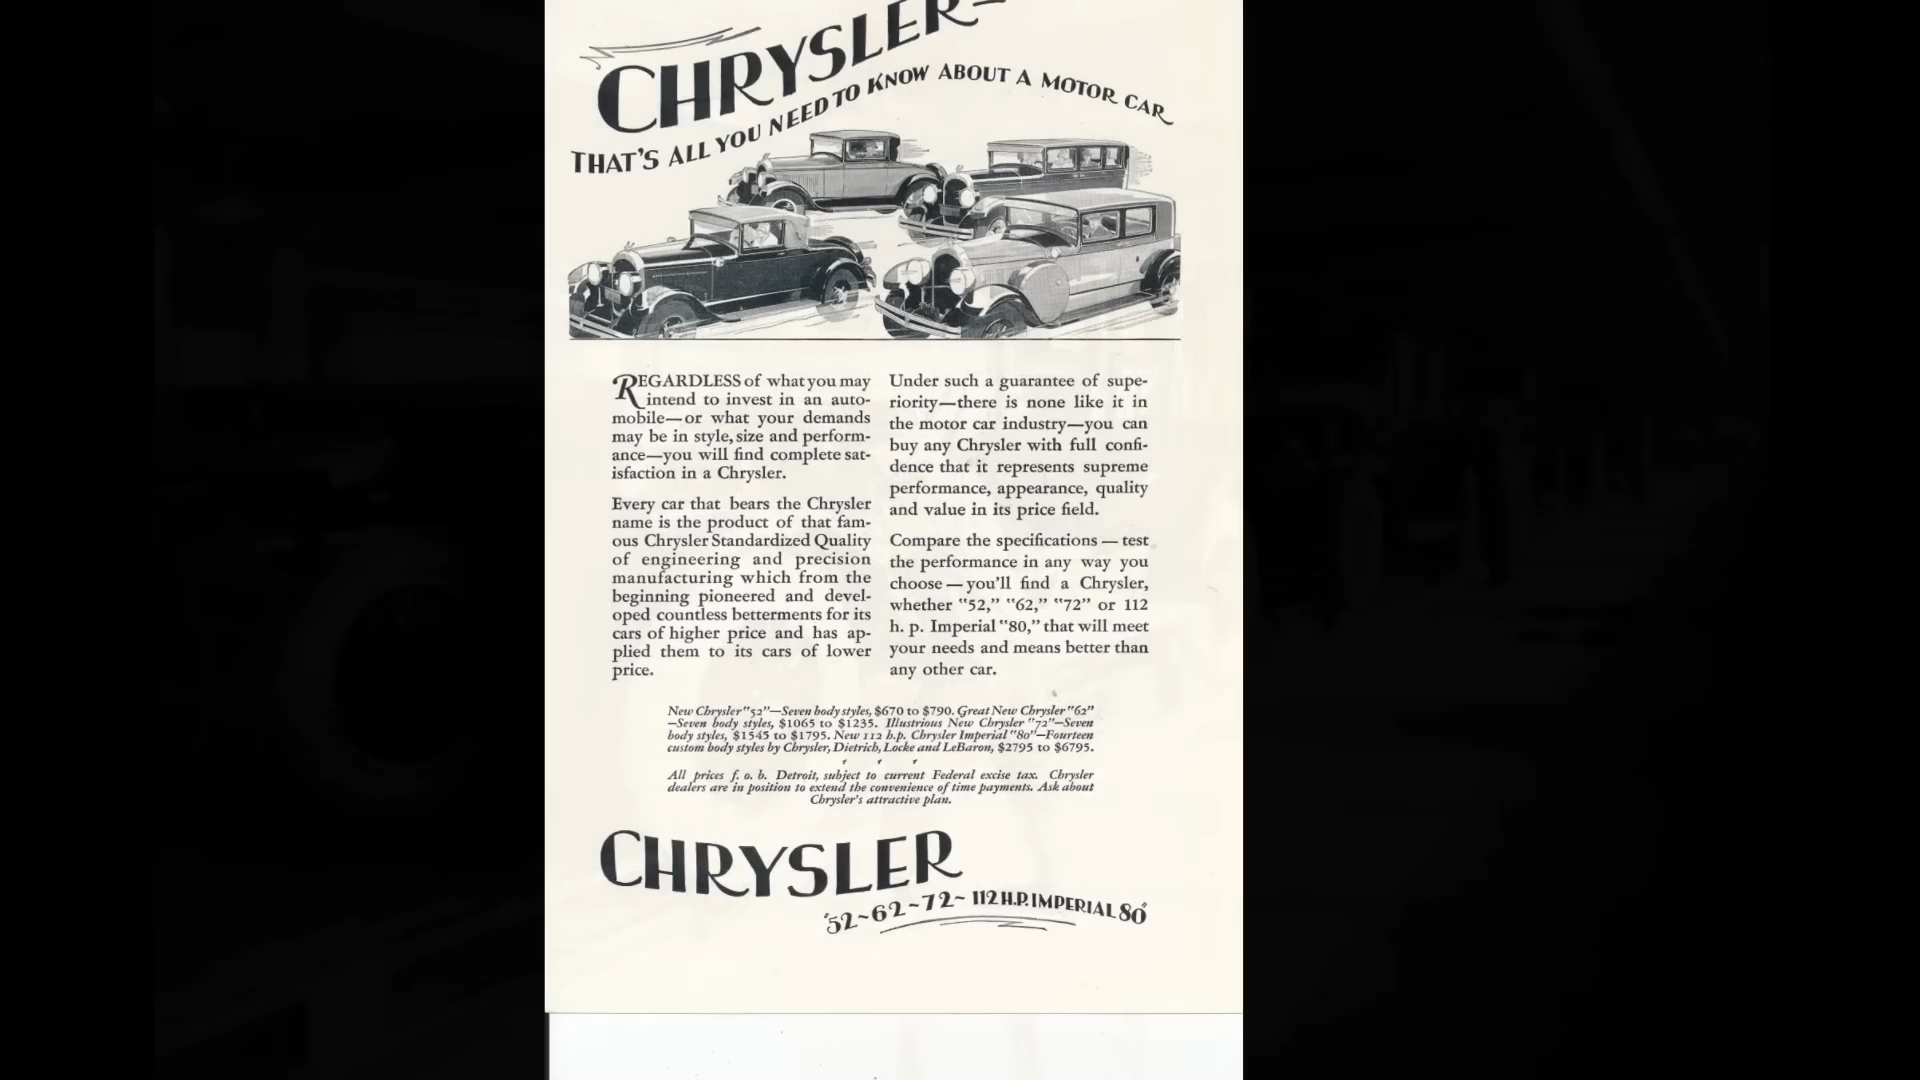 CHRYSLER—
THAT'S ALL YOU NEED TO KNOW ABOUT A MOTOR CAR
REGARDLESS of what you may
intend to invest in an auto-
mobile—or what your demands
may be in style, size and perform-
ance—you will find complete sat-
isfaction in a Chrysler.
Every car that bears the Chrysler
name is the product of that fam-
ous Chrysler Standardized Quality
of engineering and precision
manufacturing which from the
beginning pioneered and devel-
oped countless betterments for its
cars of higher price and has ap-
plied them to its cars of lower
price.
Under such a guarantee of supe-
riority—there is none like it in
the motor car industry—you can
buy any Chrysler with full confi-
dence that it represents supreme
performance, appearance, quality
and value in its price field.
Compare the specifications — test
the performance in any way you
choose — you'll find a Chrysler,
whether "52," "62," "72" or 112
h. p. Imperial "80," that will meet
your needs and means better than
any other car.
New Chrysler "52"—Seven body styles, $670 to $790. Great New Chrysler "62"
—Seven body styles, $1065 to $1235. Illustrious New Chrysler "72"—Seven
body styles, $1545 to $1795. New 112 h.p. Chrysler Imperial "80"—Fourteen
custom body styles by Chrysler, Dietrich, Locke and LeBaron, $2795 to $6795.
All prices f. o. b. Detroit, subject to current Federal excise tax. Chrysler
dealers are in position to extend the convenience of time payments. Ask about
Chrysler's attractive plan.
CHRYSLER
"52~62~72~ 112 H.P. IMPERIAL 80"